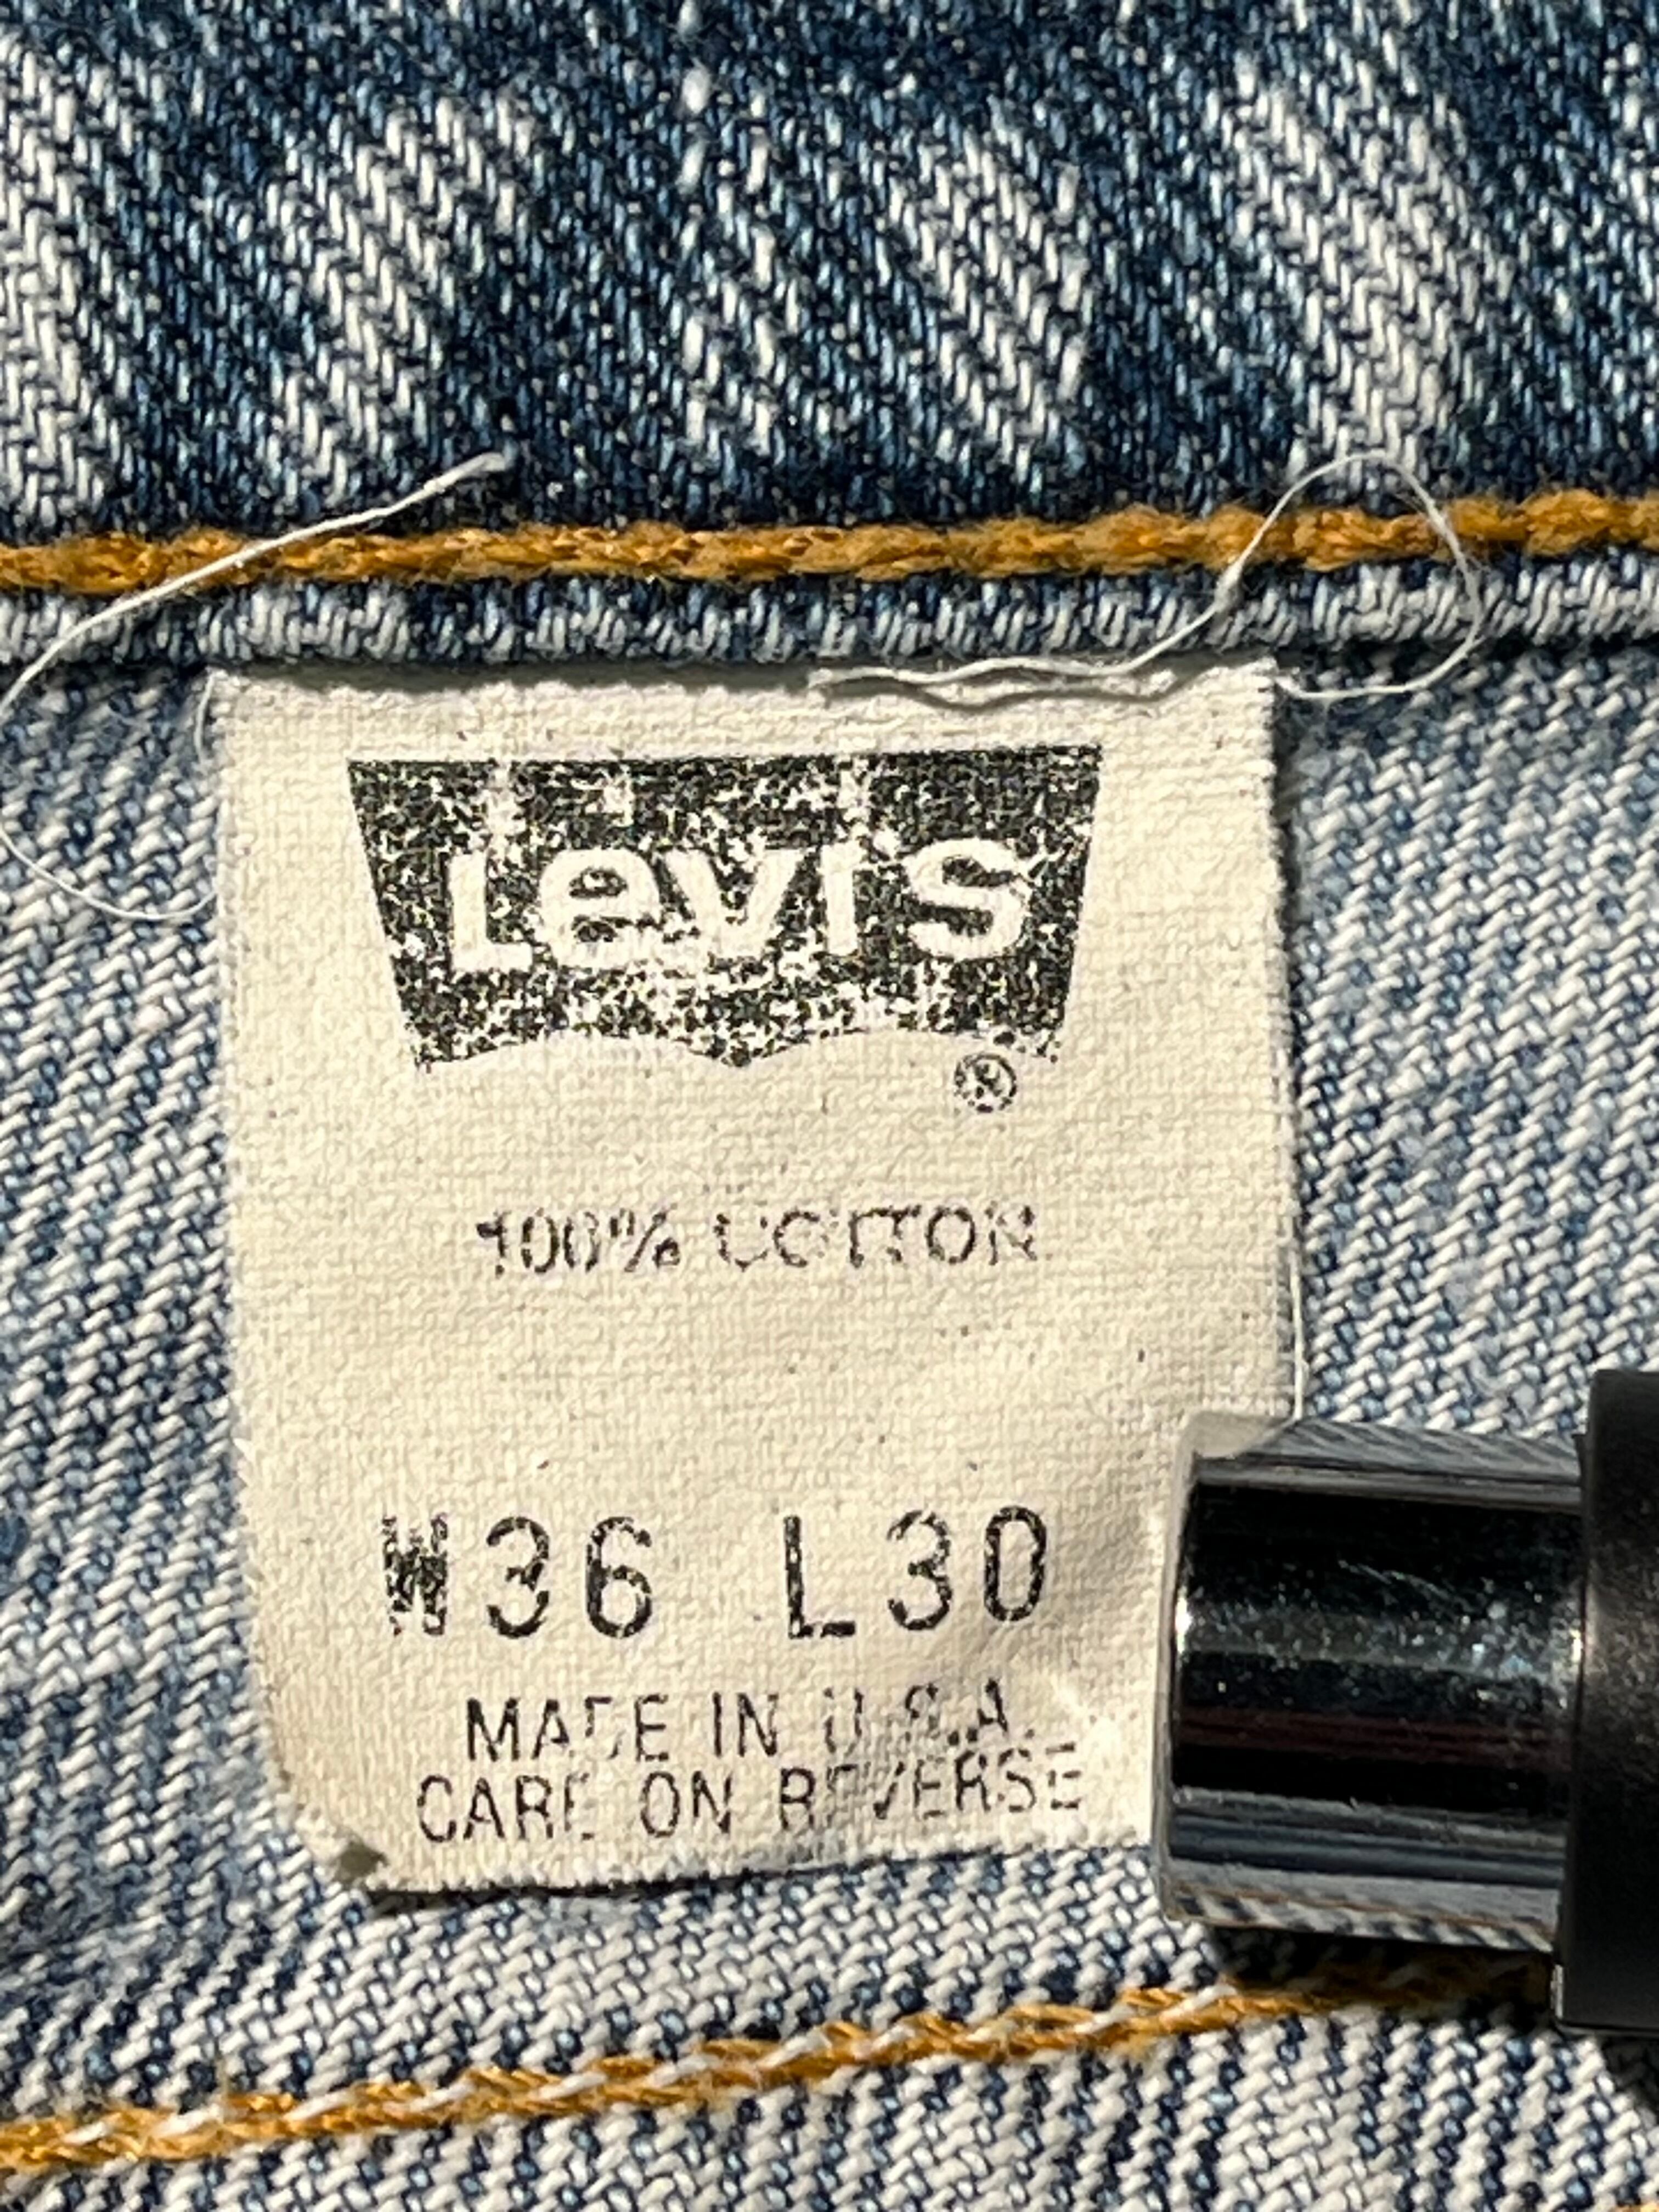 Levi's
®
100% COTTON
W36 L30
MADE IN U.S.A.
CARE ON REVERSE